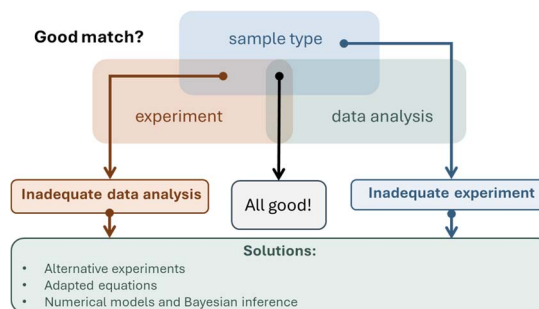 Good match?
sample type
experiment
data analysis
Inadequate data analysis
All good!
Inadequate experiment
Solutions:
• Alternative experiments
• Adapted equations
• Numerical models and Bayesian inference